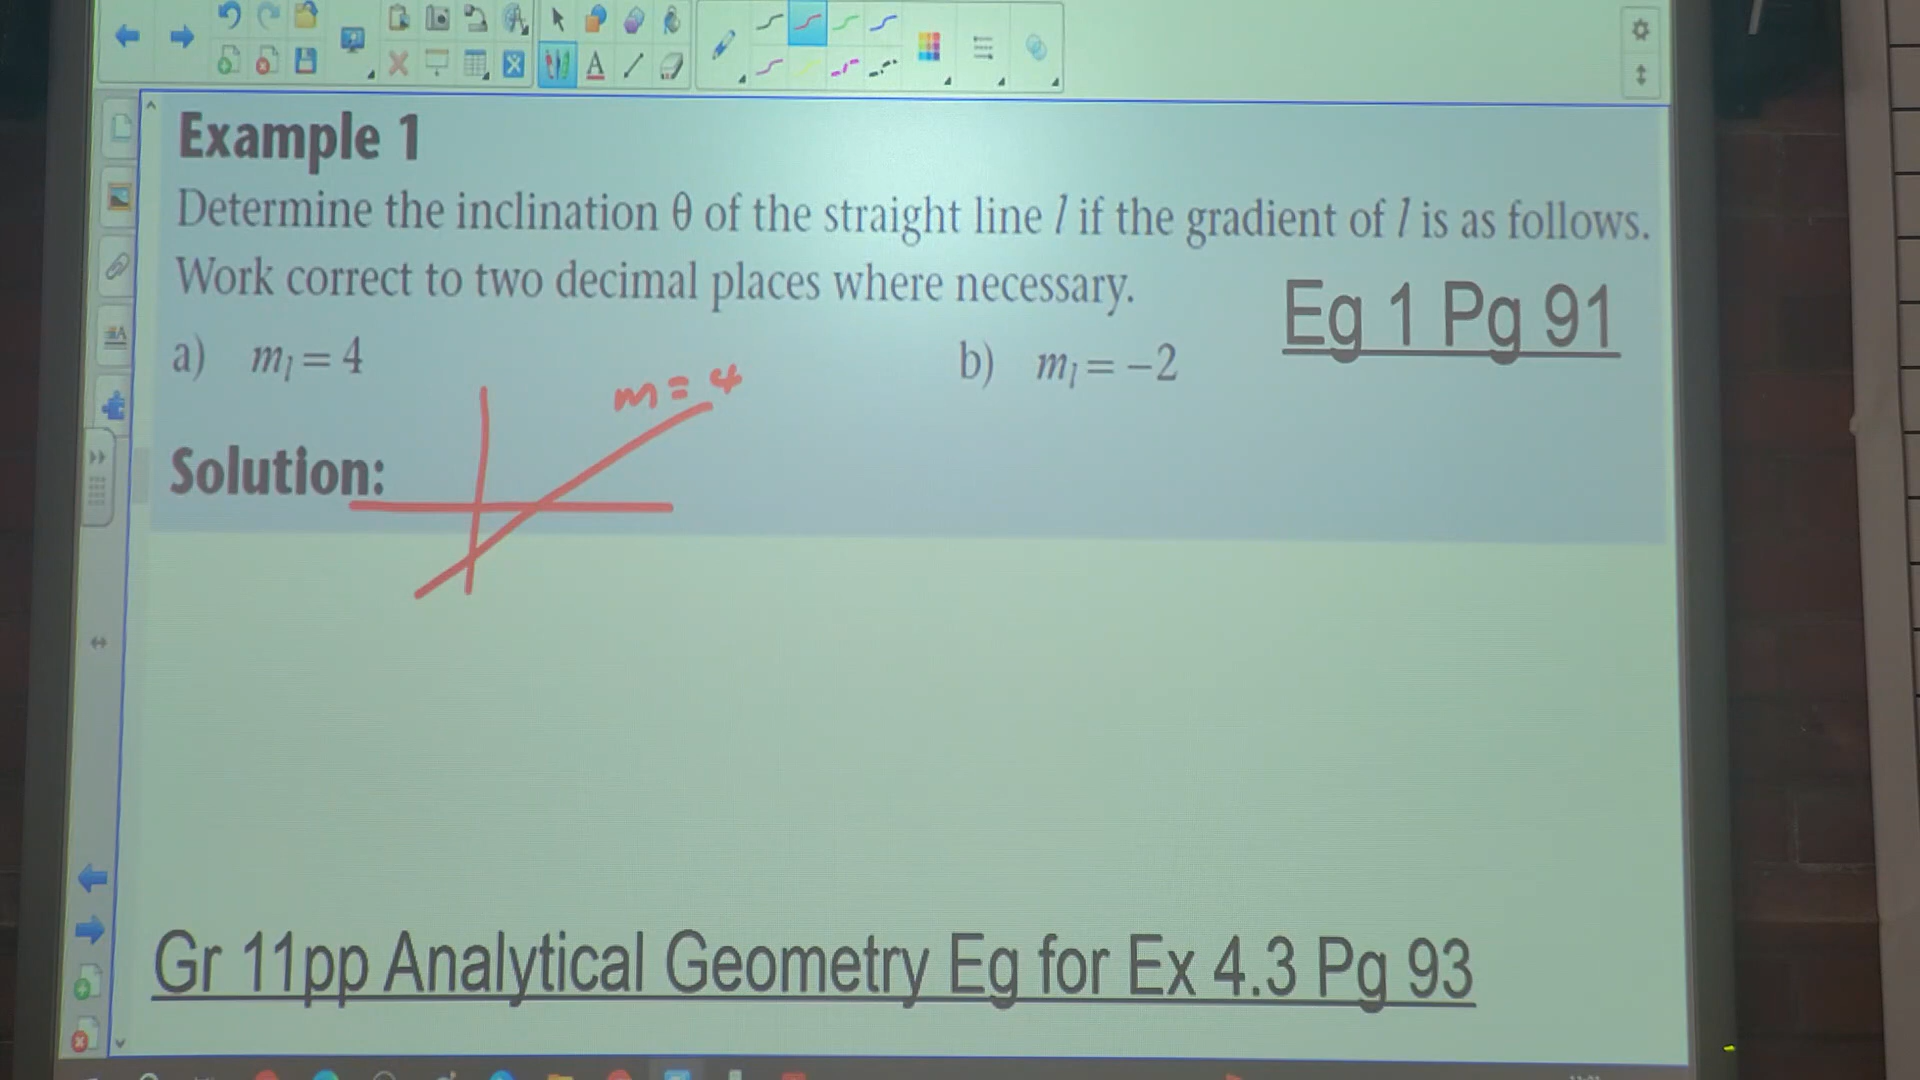 Example 1
Determine the inclination θ of the straight line l if the gradient of l is as follows.
Work correct to two decimal places where necessary.
Eg 1 Pg 91
a) mₗ = 4
b) mₗ = −2
m = 4
Solution:
Gr 11pp Analytical Geometry Eg for Ex 4.3 Pg 93